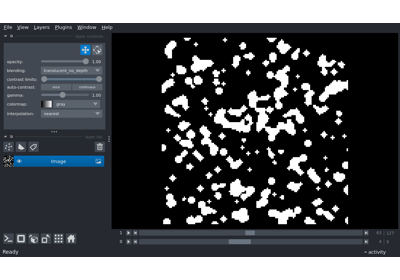 File View Layers Plugins Window Help
opacity: 1.00
blending: translucent_no_depth
contrast limits:
auto-contrast: once continuous
gamma: 1.00
colormap: gray
interpolation: nearest
Image
1
0
Ready
activity